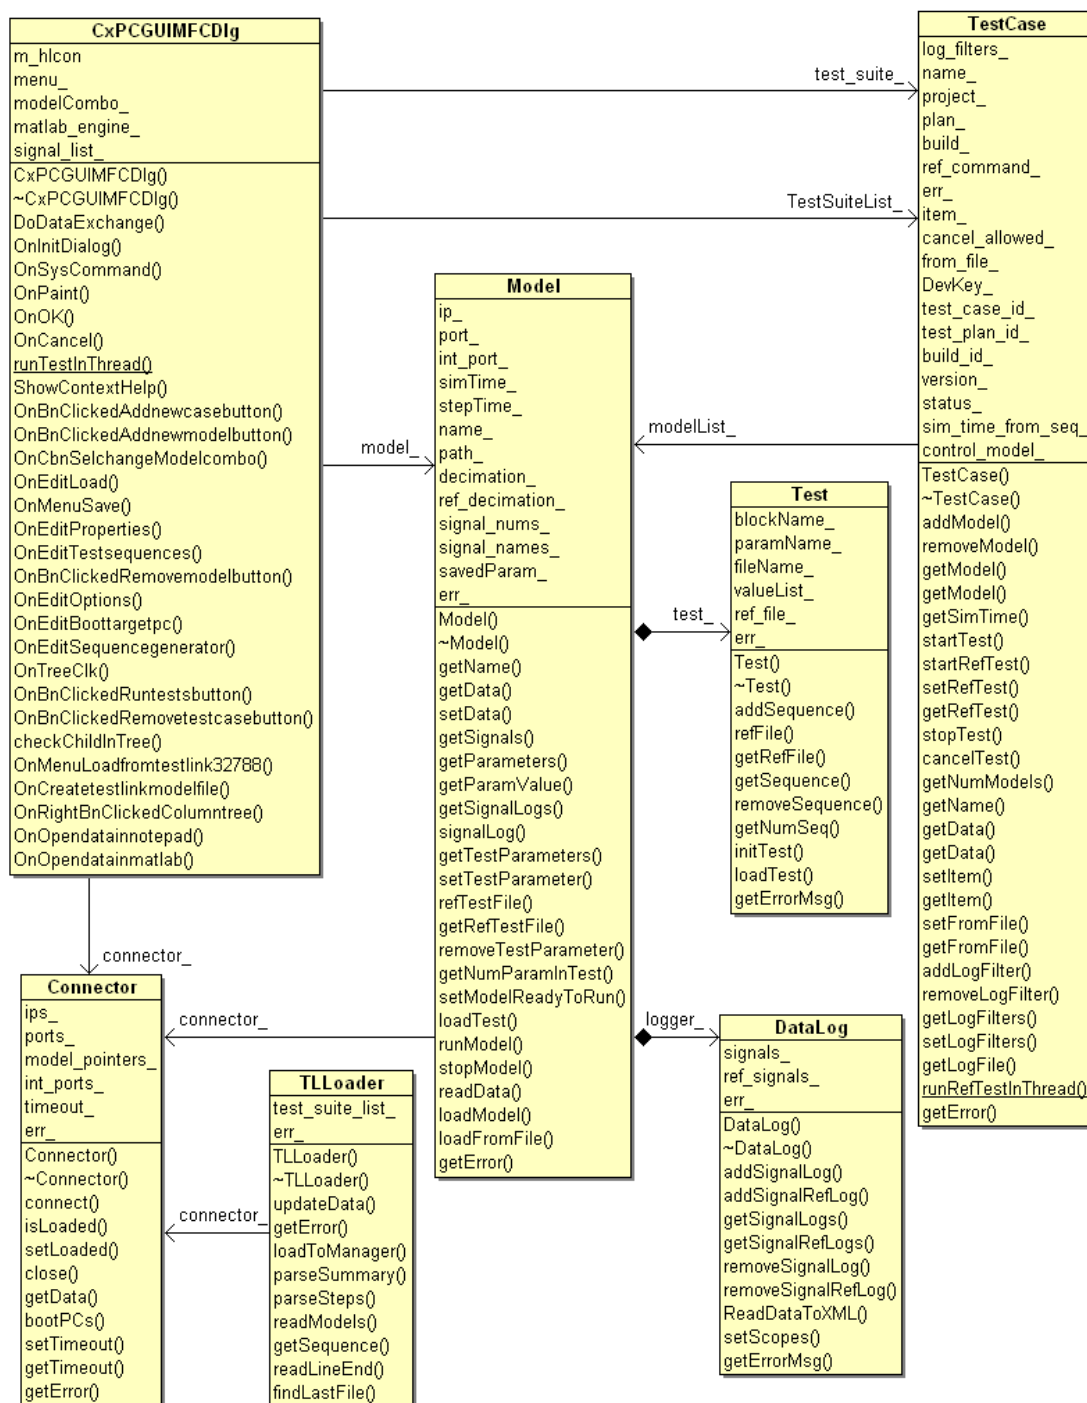 CxPCGUIMFCDlg
m_hIcon
menu_
modelCombo_
matlab_engine_
signal_list_
CxPCGUIMFCDlg()
~CxPCGUIMFCDlg()
DoDataExchange()
OnInitDialog()
OnSysCommand()
OnPaint()
OnOK()
OnCancel()
runTestInThread()
ShowContextHelp()
OnBnClickedAddnewcasebutton()
OnBnClickedAddnewmodelbutton()
OnCbnSelchangeModelcombo()
OnEditLoad()
OnMenuSave()
OnEditProperties()
OnEditTestsequences()
OnBnClickedRemovemodelbutton()
OnEditOptions()
OnEditBoottargetpc()
OnEditSequencegenerator()
OnTreeClk()
OnBnClickedRuntestsbutton()
OnBnClickedRemovetestcasebutton()
checkChildInTree()
OnMenuLoadfromtestlink32788()
OnCreatetestlinkmodelfile()
OnRightBnClickedColumntree()
OnOpendatainnotepad()
OnOpendatainmatlab()
test_suite_
TestSuiteList_
model_
connector_
TestCase
log_filters_
name_
project_
plan_
build_
ref_command_
err_
item_
cancel_allowed_
from_file_
DevKey_
test_case_id_
test_plan_id_
build_id_
version_
status_
sim_time_from_seq_
control_model_
TestCase()
~TestCase()
addModel()
removeModel()
getModel()
getModel()
getSimTime()
startTest()
startRefTest()
setRefTest()
getRefTest()
stopTest()
cancelTest()
getNumModels()
getName()
getData()
getData()
setItem()
getItem()
setFromFile()
getFromFile()
addLogFilter()
removeLogFilter()
getLogFilters()
setLogFilters()
getLogFile()
runRefTestInThread()
getError()
modelList_
Model
ip_
port_
int_port_
simTime_
stepTime_
name_
path_
decimation_
ref_decimation_
signal_nums_
signal_names_
savedParam_
err_
Model()
~Model()
getName()
getData()
setData()
getSignals()
getParameters()
getParamValue()
getSignalLogs()
signalLog()
getTestParameters()
setTestParameter()
refTestFile()
getRefTestFile()
removeTestParameter()
getNumParamInTest()
setModelReadyToRun()
loadTest()
runModel()
stopModel()
readData()
loadModel()
loadFromFile()
getError()
test_
Test
blockName_
paramName_
fileName_
valueList_
ref_file_
err_
Test()
~Test()
addSequence()
refFile()
getRefFile()
getSequence()
removeSequence()
getNumSeq()
initTest()
loadTest()
getErrorMsg()
logger_
DataLog
signals_
ref_signals_
err_
DataLog()
~DataLog()
addSignalLog()
addSignalRefLog()
getSignalLogs()
getSignalRefLogs()
removeSignalLog()
removeSignalRefLog()
ReadDataToXML()
setScopes()
getErrorMsg()
connector_
Connector
ips_
ports_
model_pointers_
int_ports_
timeout_
err_
Connector()
~Connector()
connect()
isLoaded()
setLoaded()
close()
getData()
bootPCs()
setTimeout()
getTimeout()
getError()
connector_
TLLoader
test_suite_list_
err_
TLLoader()
~TLLoader()
updateData()
getError()
loadToManager()
parseSummary()
parseSteps()
readModels()
getSequence()
readLineEnd()
findLastFile()